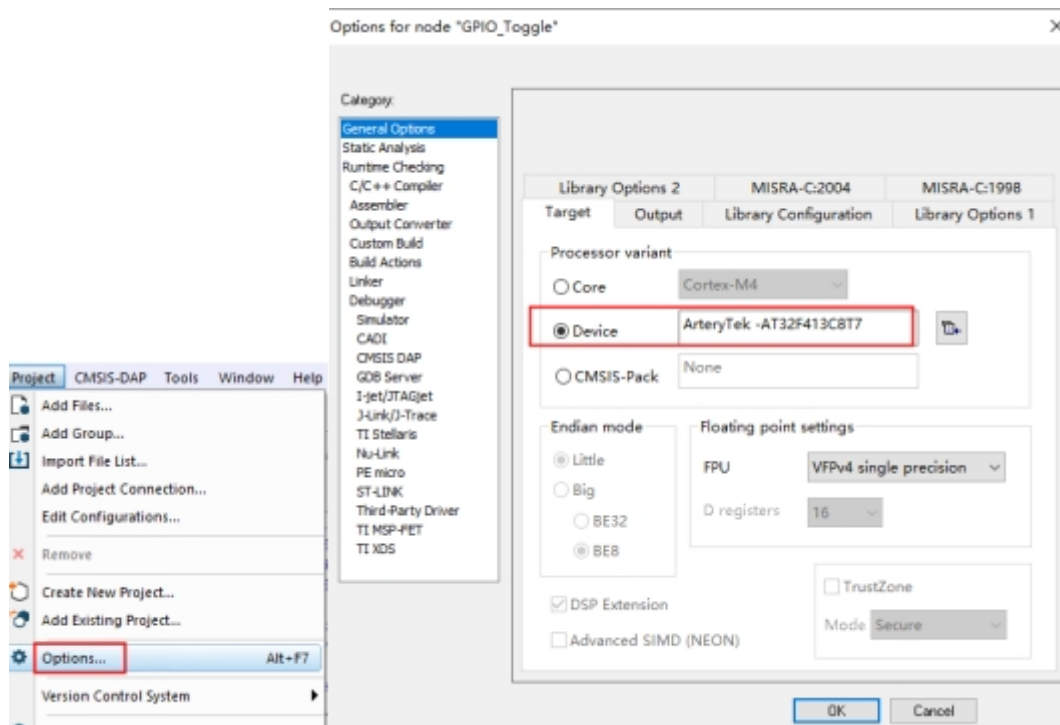 Project CMSIS-DAP Tools Window Help
Add Files...
Add Group...
Import File List...
Add Project Connection...
Edit Configurations...
Remove
Create New Project...
Add Existing Project...
Options... Alt+F7
Version Control System
Options for node "GPIO_Toggle"
Category:
General Options
Static Analysis
Runtime Checking
C/C++ Compiler
Assembler
Output Converter
Custom Build
Build Actions
Linker
Debugger
Simulator
CADI
CMSIS DAP
GDB Server
I-jet/JTAGjet
J-Link/J-Trace
TI Stellaris
Nu-Link
PE micro
ST-LINK
Third-Party Driver
TI MSP-FET
TI XDS
Library Options 2 MISRA-C:2004 MISRA-C:1998
Target Output Library Configuration Library Options 1
Processor variant
Core Cortex-M4
Device ArteryTek -AT32F413C8T7
CMSIS-Pack None
Endian mode
Little
Big
BE32
BE8
Floating point settings
FPU VFPv4 single precision
D registers 16
DSP Extension
Advanced SIMD (NEON)
TrustZone
Mode Secure
OK Cancel